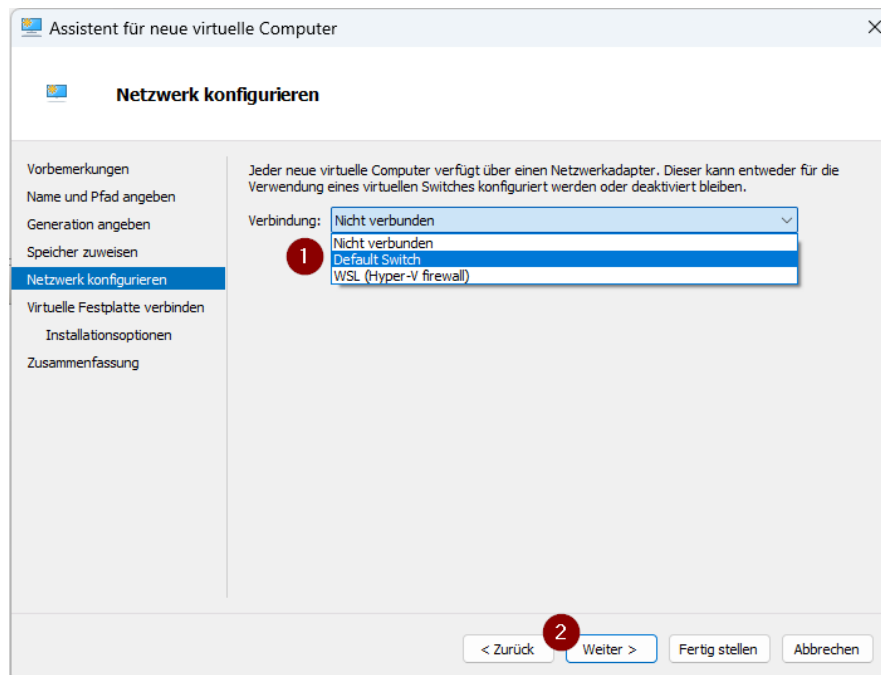 Assistent für neue virtuelle Computer
Netzwerk konfigurieren
Vorbemerkungen
Name und Pfad angeben
Generation angeben
Speicher zuweisen
Netzwerk konfigurieren
Virtuelle Festplatte verbinden
Installationsoptionen
Zusammenfassung
Jeder neue virtuelle Computer verfügt über einen Netzwerkadapter. Dieser kann entweder für die
Verwendung eines virtuellen Switches konfiguriert werden oder deaktiviert bleiben.
Verbindung: Nicht verbunden
Nicht verbunden
1 Default Switch
WSL (Hyper-V firewall)
2
< Zurück Weiter > Fertig stellen Abbrechen